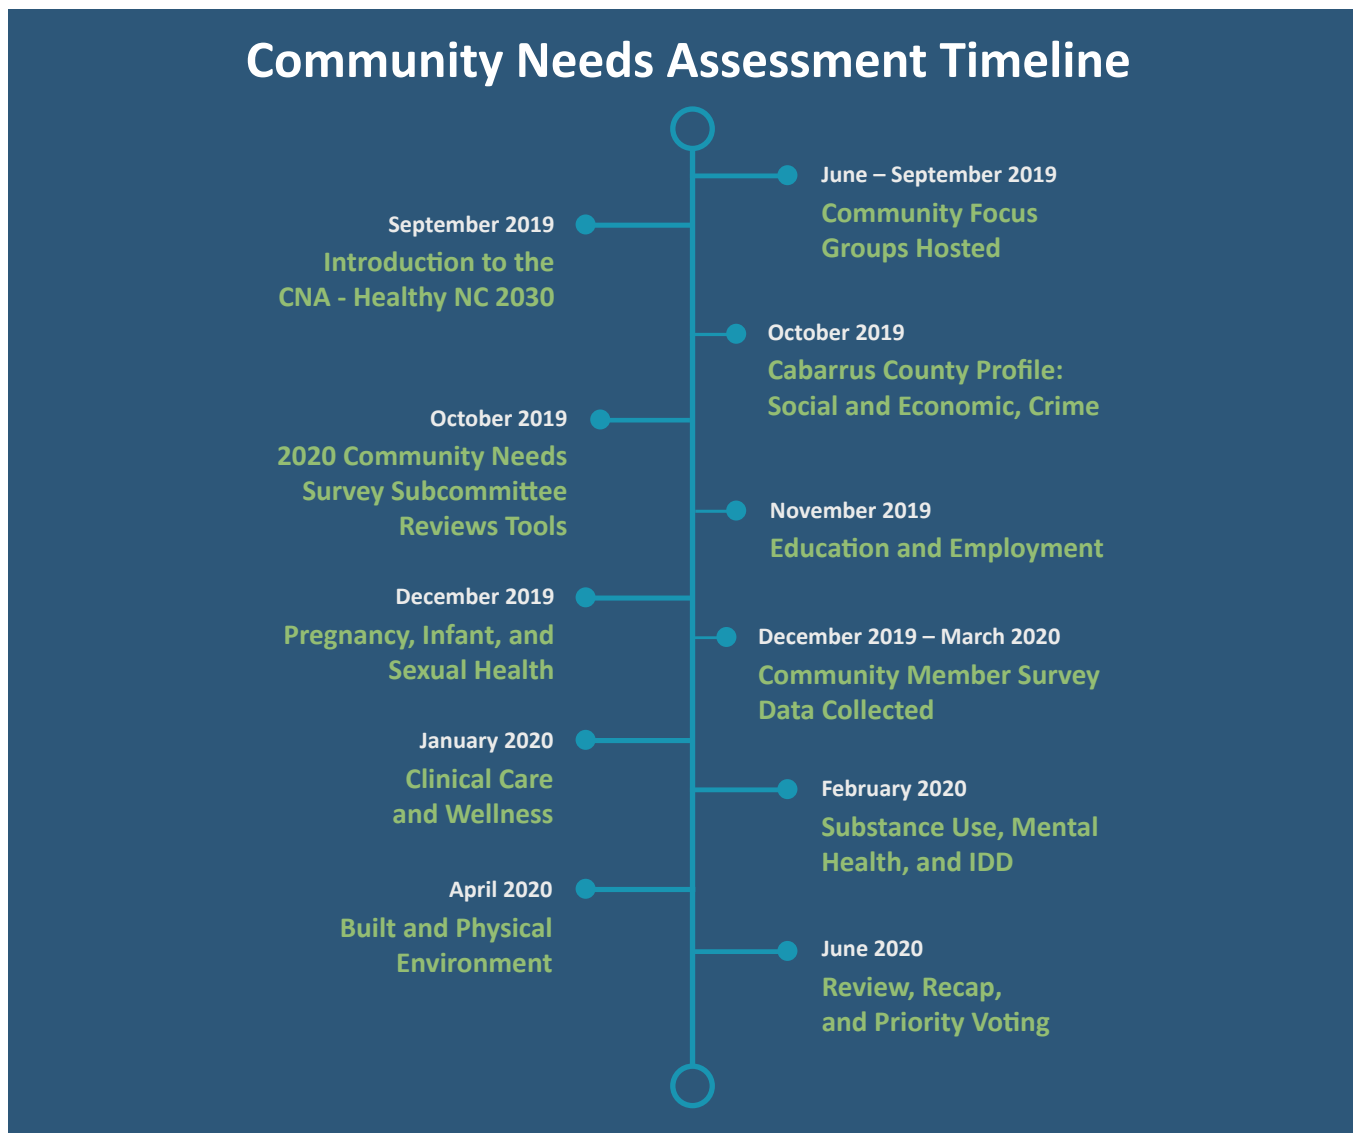 Community Needs Assessment Timeline
June – September 2019
Community Focus
Groups Hosted
September 2019
Introduction to the
CNA - Healthy NC 2030
October 2019
Cabarrus County Profile:
Social and Economic, Crime
October 2019
2020 Community Needs
Survey Subcommittee
Reviews Tools
November 2019
Education and Employment
December 2019
Pregnancy, Infant, and
Sexual Health
December 2019 – March 2020
Community Member Survey
Data Collected
January 2020
Clinical Care
and Wellness
February 2020
Substance Use, Mental
Health, and IDD
April 2020
Built and Physical
Environment
June 2020
Review, Recap,
and Priority Voting